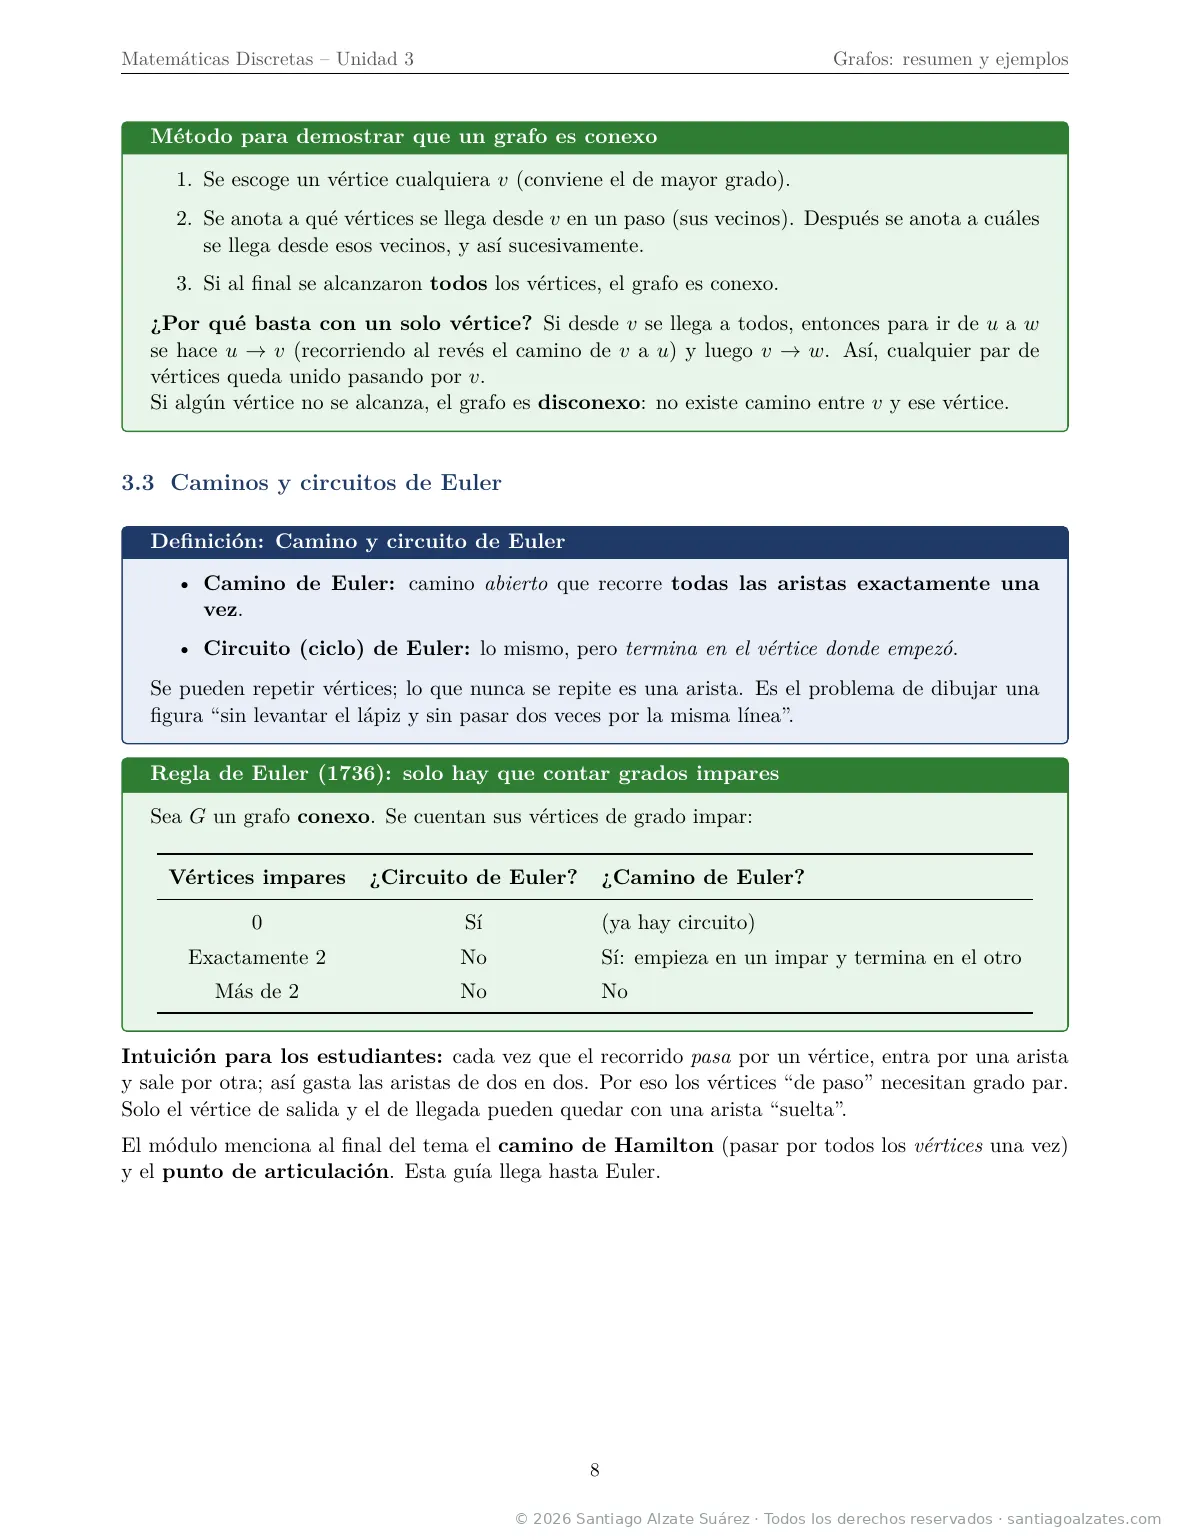 Matemáticas Discretas – Unidad 3
Grafos: resumen y ejemplos
Método para demostrar que un grafo es conexo
1. Se escoge un vértice cualquiera v (conviene el de mayor grado).
2. Se anota a qué vértices se llega desde v en un paso (sus vecinos). Después se anota a cuáles
se llega desde esos vecinos, y así sucesivamente.
3. Si al final se alcanzaron todos los vértices, el grafo es conexo.
¿Por qué basta con un solo vértice? Si desde v se llega a todos, entonces para ir de u a w
se hace u → v (recorriendo al revés el camino de v a u) y luego v → w. Así, cualquier par de
vértices queda unido pasando por v.
Si algún vértice no se alcanza, el grafo es disconexo: no existe camino entre v y ese vértice.
3.3 Caminos y circuitos de Euler
Definición: Camino y circuito de Euler
• Camino de Euler: camino abierto que recorre todas las aristas exactamente una
vez.
• Circuito (ciclo) de Euler: lo mismo, pero termina en el vértice donde empezó.
Se pueden repetir vértices; lo que nunca se repite es una arista. Es el problema de dibujar una
figura “sin levantar el lápiz y sin pasar dos veces por la misma línea”.
Regla de Euler (1736): solo hay que contar grados impares
Sea G un grafo conexo. Se cuentan sus vértices de grado impar:
Vértices impares ¿Circuito de Euler? ¿Camino de Euler?
0 Sí (ya hay circuito)
Exactamente 2 No Sí: empieza en un impar y termina en el otro
Más de 2 No No
Intuición para los estudiantes: cada vez que el recorrido pasa por un vértice, entra por una arista
y sale por otra; así gasta las aristas de dos en dos. Por eso los vértices “de paso” necesitan grado par.
Solo el vértice de salida y el de llegada pueden quedar con una arista “suelta”.
El módulo menciona al final del tema el camino de Hamilton (pasar por todos los vértices una vez)
y el punto de articulación. Esta guía llega hasta Euler.
8
© 2026 Santiago Alzate Suárez · Todos los derechos reservados · santiagoalzates.com